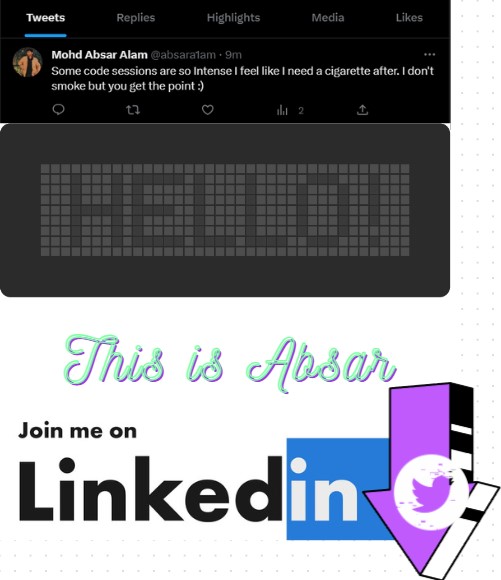 Tweets Replies Highlights Media Likes
Mohd Absar Alam @absara1am · 9m
Some code sessions are so Intense I feel like I need a cigarette after. I don't
smoke but you get the point :)
2
HELLO!
This is Absar
Join me on
Linkedin